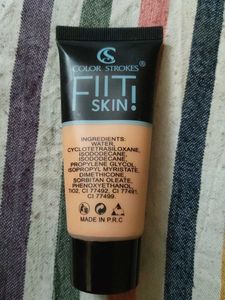 CS
COLOR STROKES®
FIIT!
SKIN
INGREDIENTS:
WATER,
CYCLOTETRASILOXANE,
ISODODECANE,
ISODODECANE,
PROPYLENE GLYCOL,
ISOPROPYL MYRISTATE,
DIMETHICONE,
SORBITAN OLEATE,
PHENOXYETHANOL,
TIO2, CI 77492, CI 77491,
CI 77499.
MADE IN P.R.C